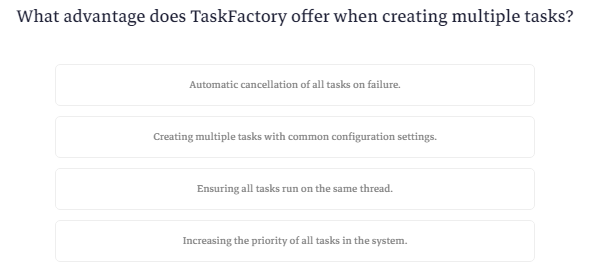 What advantage does TaskFactory offer when creating multiple tasks?
Automatic cancellation of all tasks on failure.
Creating multiple tasks with common configuration settings.
Ensuring all tasks run on the same thread.
Increasing the priority of all tasks in the system.